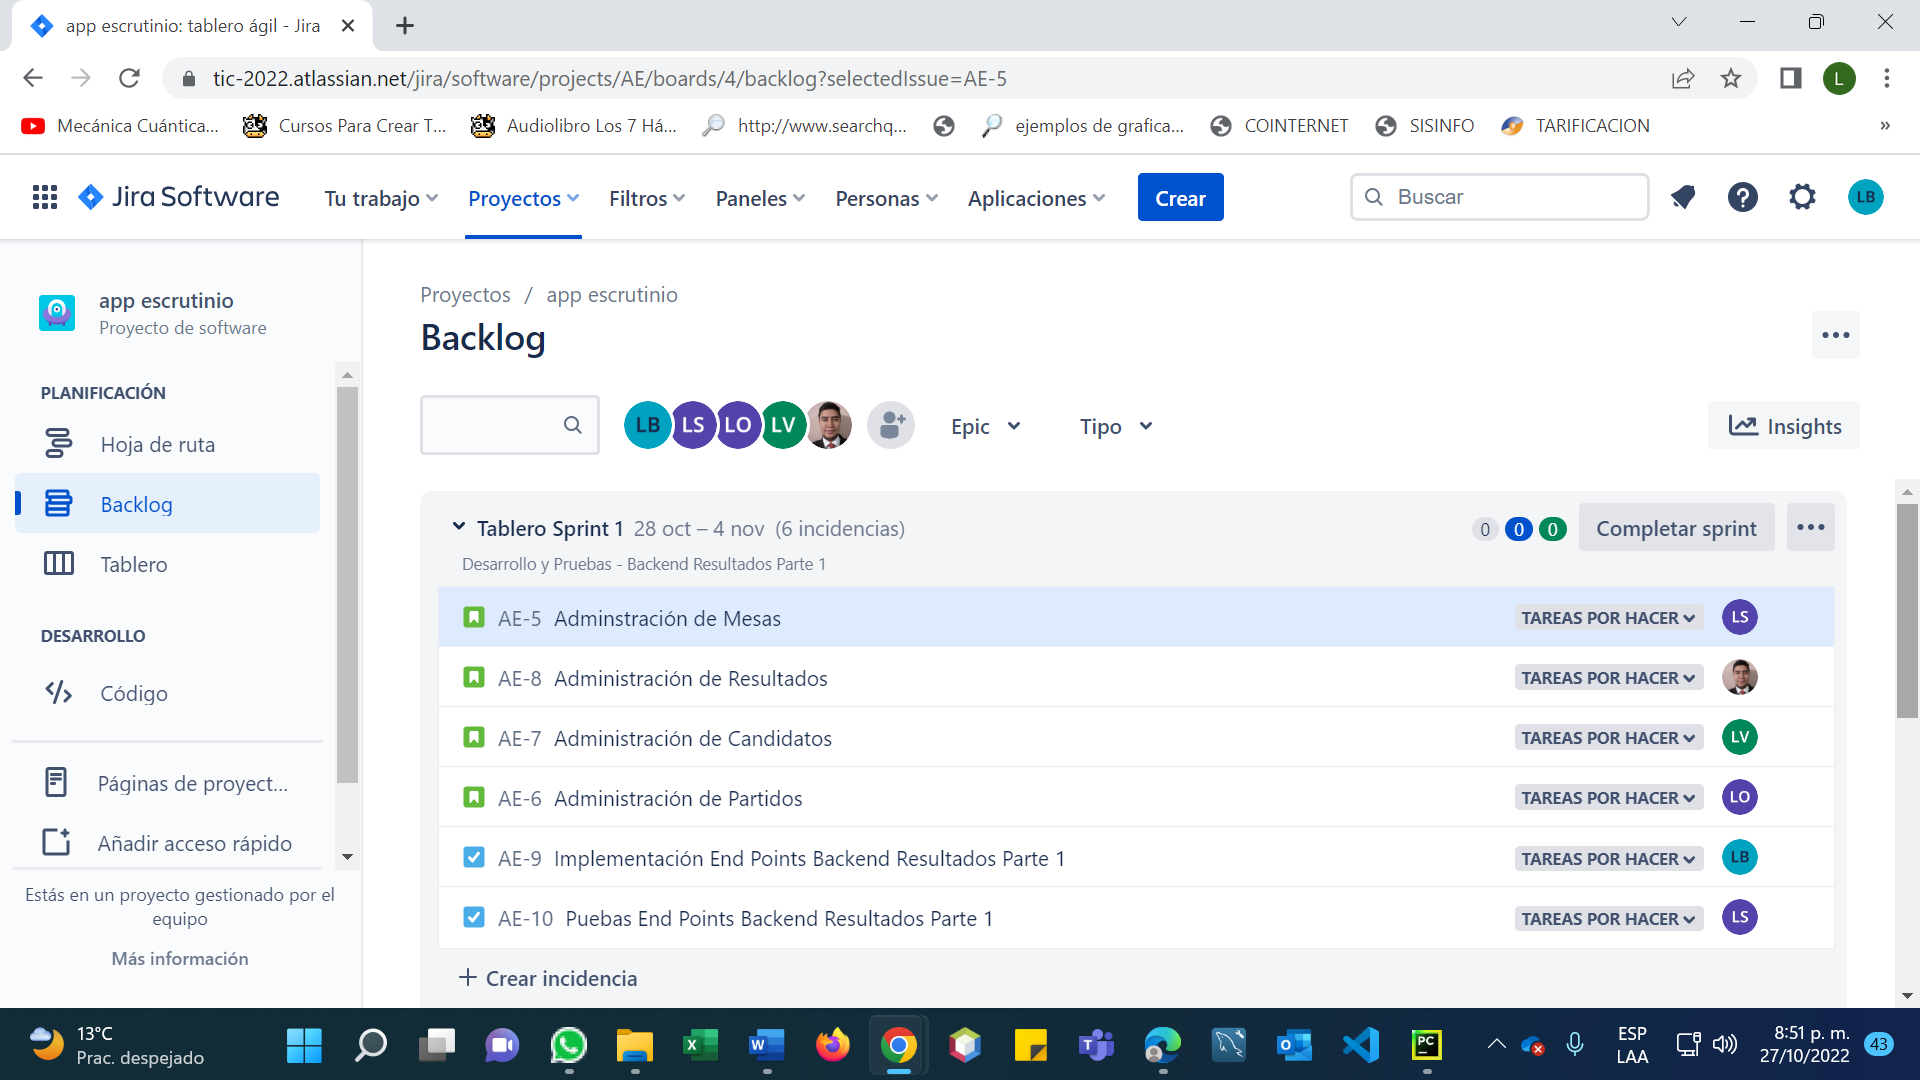 app escrutinio: tablero ágil - Jira
tic-2022.atlassian.net/jira/software/projects/AE/boards/4/backlog?selectedIssue=AE-5
L
Mecánica Cuántica...
Cursos Para Crear T...
Audiolibro Los 7 Há...
http://www.searchq...
ejemplos de grafica...
COINTERNET
SISINFO
TARIFICACION
»
Jira Software
Tu trabajo
Proyectos
Filtros
Paneles
Personas
Aplicaciones
Crear
Buscar
LB
app escrutinio
Proyecto de software
PLANIFICACIÓN
Hoja de ruta
Backlog
Tablero
DESARROLLO
Código
Páginas de proyect...
Añadir acceso rápido
Estás en un proyecto gestionado por el
equipo
Más información
Proyectos / app escrutinio
Backlog
LB LS LO LV
Epic
Tipo
Insights
Tablero Sprint 1 28 oct – 4 nov (6 incidencias)
0 0 0
Completar sprint
Desarrollo y Pruebas - Backend Resultados Parte 1
AE-5 Adminstración de Mesas TAREAS POR HACER LS
AE-8 Administración de Resultados TAREAS POR HACER
AE-7 Administración de Candidatos TAREAS POR HACER LV
AE-6 Administración de Partidos TAREAS POR HACER LO
AE-9 Implementación End Points Backend Resultados Parte 1 TAREAS POR HACER LB
AE-10 Puebas End Points Backend Resultados Parte 1 TAREAS POR HACER LS
+ Crear incidencia
13°C
Prac. despejado
ESP
LAA
8:51 p. m.
27/10/2022
43